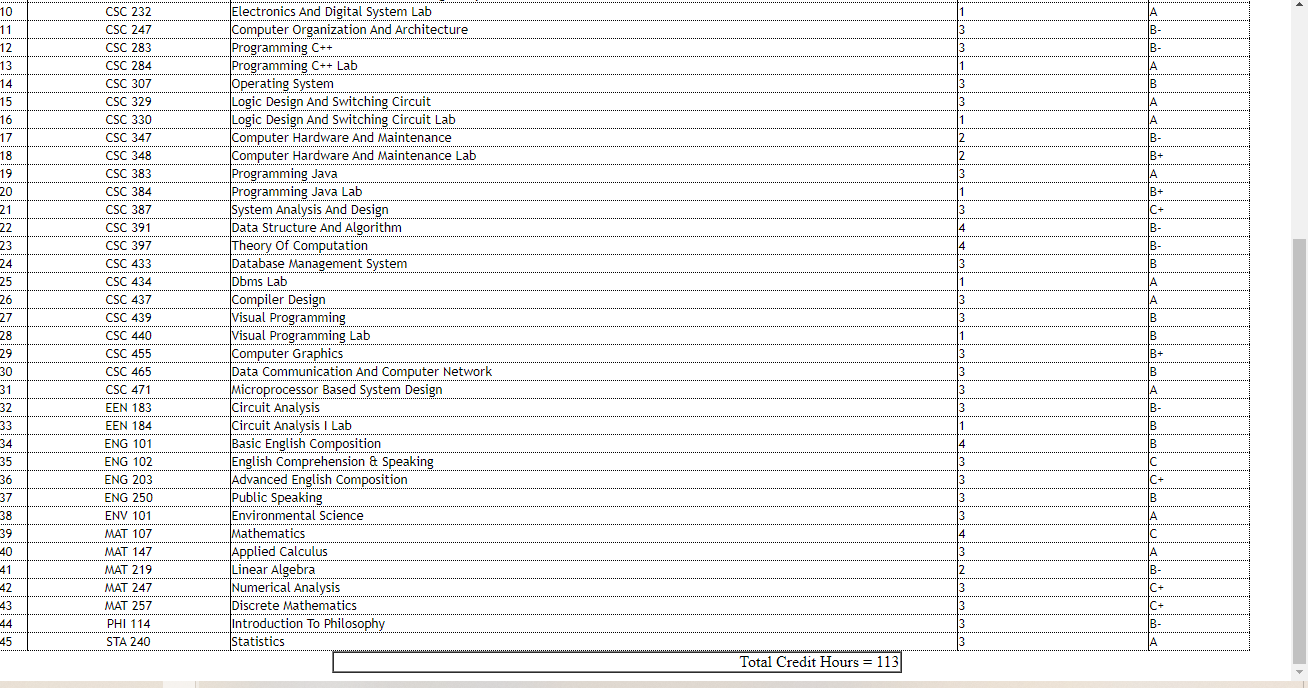 10 CSC 232 Electronics And Digital System Lab 1 A
11 CSC 247 Computer Organization And Architecture 3 B-
12 CSC 283 Programming C++ 3 B-
13 CSC 284 Programming C++ Lab 1 A
14 CSC 307 Operating System 3 B
15 CSC 329 Logic Design And Switching Circuit 3 A
16 CSC 330 Logic Design And Switching Circuit Lab 1 A
17 CSC 347 Computer Hardware And Maintenance 2 B-
18 CSC 348 Computer Hardware And Maintenance Lab 2 B+
19 CSC 383 Programming Java 3 A
20 CSC 384 Programming Java Lab 1 B+
21 CSC 387 System Analysis And Design 3 C+
22 CSC 391 Data Structure And Algorithm 4 B-
23 CSC 397 Theory Of Computation 4 B-
24 CSC 433 Database Management System 3 B
25 CSC 434 Dbms Lab 1 A
26 CSC 437 Compiler Design 3 A
27 CSC 439 Visual Programming 3 B
28 CSC 440 Visual Programming Lab 1 B
29 CSC 455 Computer Graphics 3 B+
30 CSC 465 Data Communication And Computer Network 3 B
31 CSC 471 Microprocessor Based System Design 3 A
32 EEN 183 Circuit Analysis 3 B-
33 EEN 184 Circuit Analysis I Lab 1 B
34 ENG 101 Basic English Composition 4 B
35 ENG 102 English Comprehension & Speaking 3 C
36 ENG 203 Advanced English Composition 3 C+
37 ENG 250 Public Speaking 3 B
38 ENV 101 Environmental Science 3 A
39 MAT 107 Mathematics 4 C
40 MAT 147 Applied Calculus 3 A
41 MAT 219 Linear Algebra 2 B-
42 MAT 247 Numerical Analysis 3 C+
43 MAT 257 Discrete Mathematics 3 C+
44 PHI 114 Introduction To Philosophy 3 B-
45 STA 240 Statistics 3 A
Total Credit Hours = 113